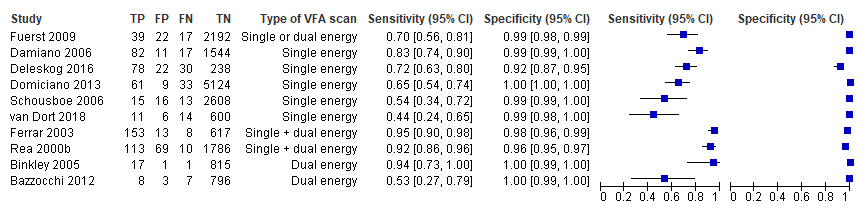 Study TP FP FN TN Type of VFA scan Sensitivity (95% CI) Specificity (95% CI) Sensitivity (95% CI) Specificity (95% CI)
Fuerst 2009 39 22 17 2192 Single or dual energy 0.70 [0.56, 0.81] 0.99 [0.98, 0.99]
Damiano 2006 82 11 17 1544 Single energy 0.83 [0.74, 0.90] 0.99 [0.99, 1.00]
Deleskog 2016 78 22 30 238 Single energy 0.72 [0.63, 0.80] 0.92 [0.87, 0.95]
Domiciano 2013 61 9 33 5124 Single energy 0.65 [0.54, 0.74] 1.00 [1.00, 1.00]
Schousboe 2006 15 16 13 2608 Single energy 0.54 [0.34, 0.72] 0.99 [0.99, 1.00]
van Dort 2018 11 6 14 600 Single energy 0.44 [0.24, 0.65] 0.99 [0.98, 1.00]
Ferrar 2003 153 13 8 617 Single + dual energy 0.95 [0.90, 0.98] 0.98 [0.96, 0.99]
Rea 2000b 113 69 10 1786 Single + dual energy 0.92 [0.86, 0.96] 0.96 [0.95, 0.97]
Binkley 2005 17 1 1 815 Dual energy 0.94 [0.73, 1.00] 1.00 [0.99, 1.00]
Bazzocchi 2012 8 3 7 796 Dual energy 0.53 [0.27, 0.79] 1.00 [0.99, 1.00]
0 0.2 0.4 0.6 0.8 1 0 0.2 0.4 0.6 0.8 1